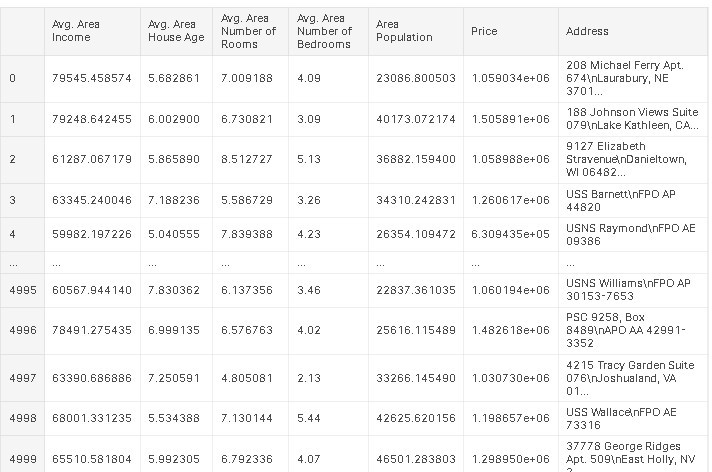 Avg. Area Income Avg. Area House Age Avg. Area Number of Rooms Avg. Area Number of Bedrooms Area Population Price Address
0 79545.458574 5.682861 7.009188 4.09 23086.800503 1.059034e+06 208 Michael Ferry Apt. 674\nLaurabury, NE 3701...
1 79248.642455 6.002900 6.730821 3.09 40173.072174 1.505891e+06 188 Johnson Views Suite 079\nLake Kathleen, CA...
2 61287.067179 5.865890 8.512727 5.13 36882.159400 1.058988e+06 9127 Elizabeth Stravenue\nDanieltown, WI 06482...
3 63345.240046 7.188236 5.586729 3.26 34310.242831 1.260617e+06 USS Barnett\nFPO AP 44820
4 59982.197226 5.040555 7.839388 4.23 26354.109472 6.309435e+05 USNS Raymond\nFPO AE 09386
... ... ... ... ... ... ... ...
4995 60567.944140 7.830362 6.137356 3.46 22837.361035 1.060194e+06 USNS Williams\nFPO AP 30153-7653
4996 78491.275435 6.999135 6.576763 4.02 25616.115489 1.482618e+06 PSC 9258, Box 8489\nAPO AA 42991-3352
4997 63390.686886 7.250591 4.805081 2.13 33266.145490 1.030730e+06 4215 Tracy Garden Suite 076\nJoshualand, VA 01...
4998 68001.331235 5.534388 7.130144 5.44 42625.620156 1.198657e+06 USS Wallace\nFPO AE 73316
4999 65510.581804 5.992305 6.792336 4.07 46501.283803 1.298950e+06 37778 George Ridges Apt. 509\nEast Holly, NV